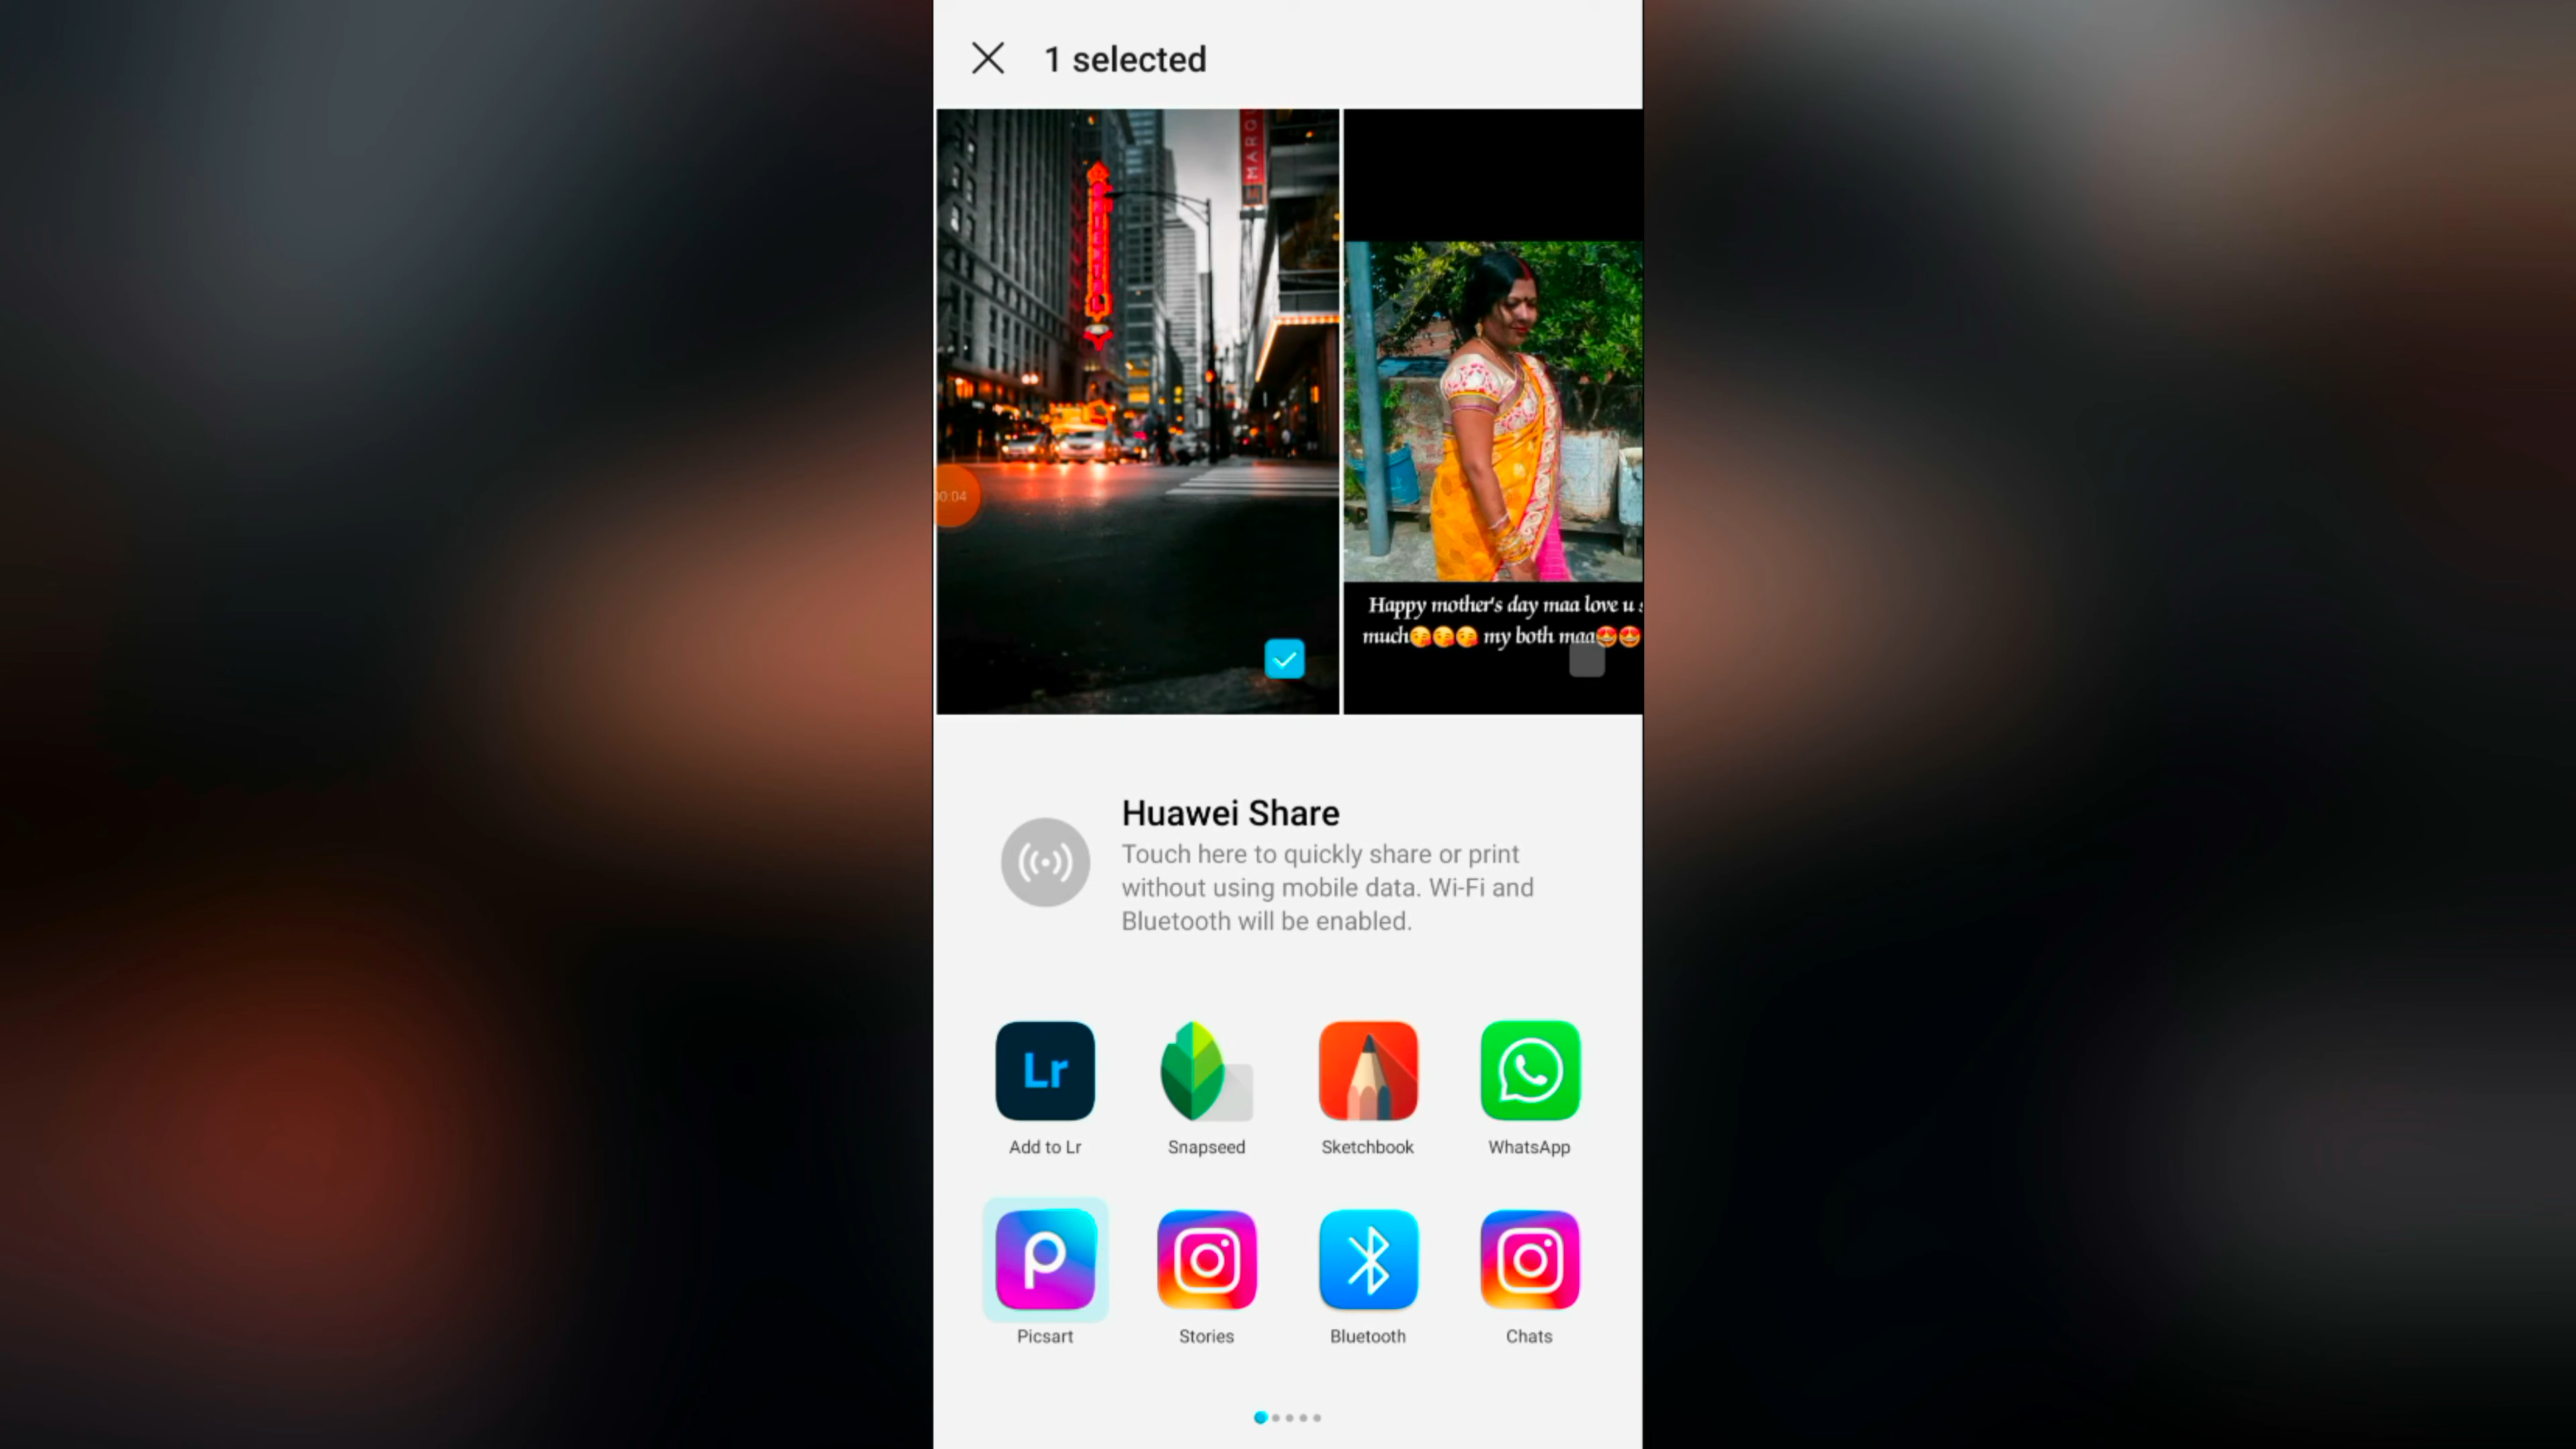 1 selected
MARQ
00:04
Happy mother's day maa love u
much😘😘😘 my both maa😍😍
Huawei Share
Touch here to quickly share or print
without using mobile data. Wi-Fi and
Bluetooth will be enabled.
Lr
Add to Lr
Snapseed
Sketchbook
WhatsApp
Picsart
Stories
Bluetooth
Chats